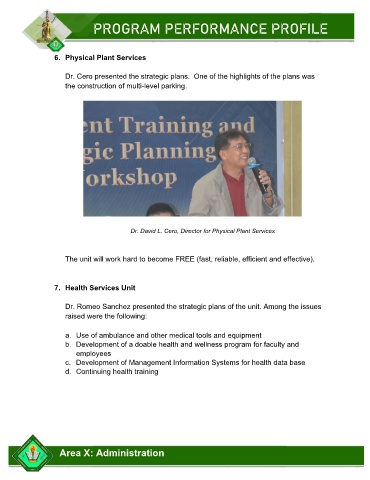 PROGRAM PERFORMANCE PROFILE
6. Physical Plant Services
Dr. Cero presented the strategic plans. One of the highlights of the plans was
the construction of multi-level parking.
nt Training and
gic Planning
orkshop
Dr. David L. Cero, Director for Physical Plant Services
The unit will work hard to become FREE (fast, reliable, efficient and effective).
7. Health Services Unit
Dr. Romeo Sanchez presented the strategic plans of the unit. Among the issues
raised were the following:
a. Use of ambulance and other medical tools and equipment
b. Development of a doable health and wellness program for faculty and
employees
c. Development of Management Information Systems for health data base
d. Continuing health training
Area X: Administration